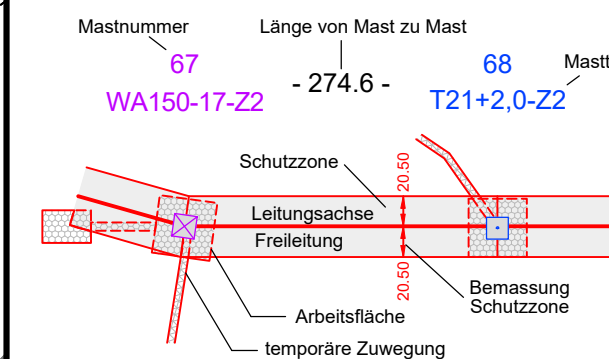 Mastnummer
Länge von Mast zu Mast
67
- 274.6 -
68
Mastt
WA150-17-Z2
T21+2,0-Z2
Schutzzone
20.50
Leitungsachse
Freileitung
20.50
Bemassung
Schutzzone
Arbeitsfläche
temporäre Zuwegung